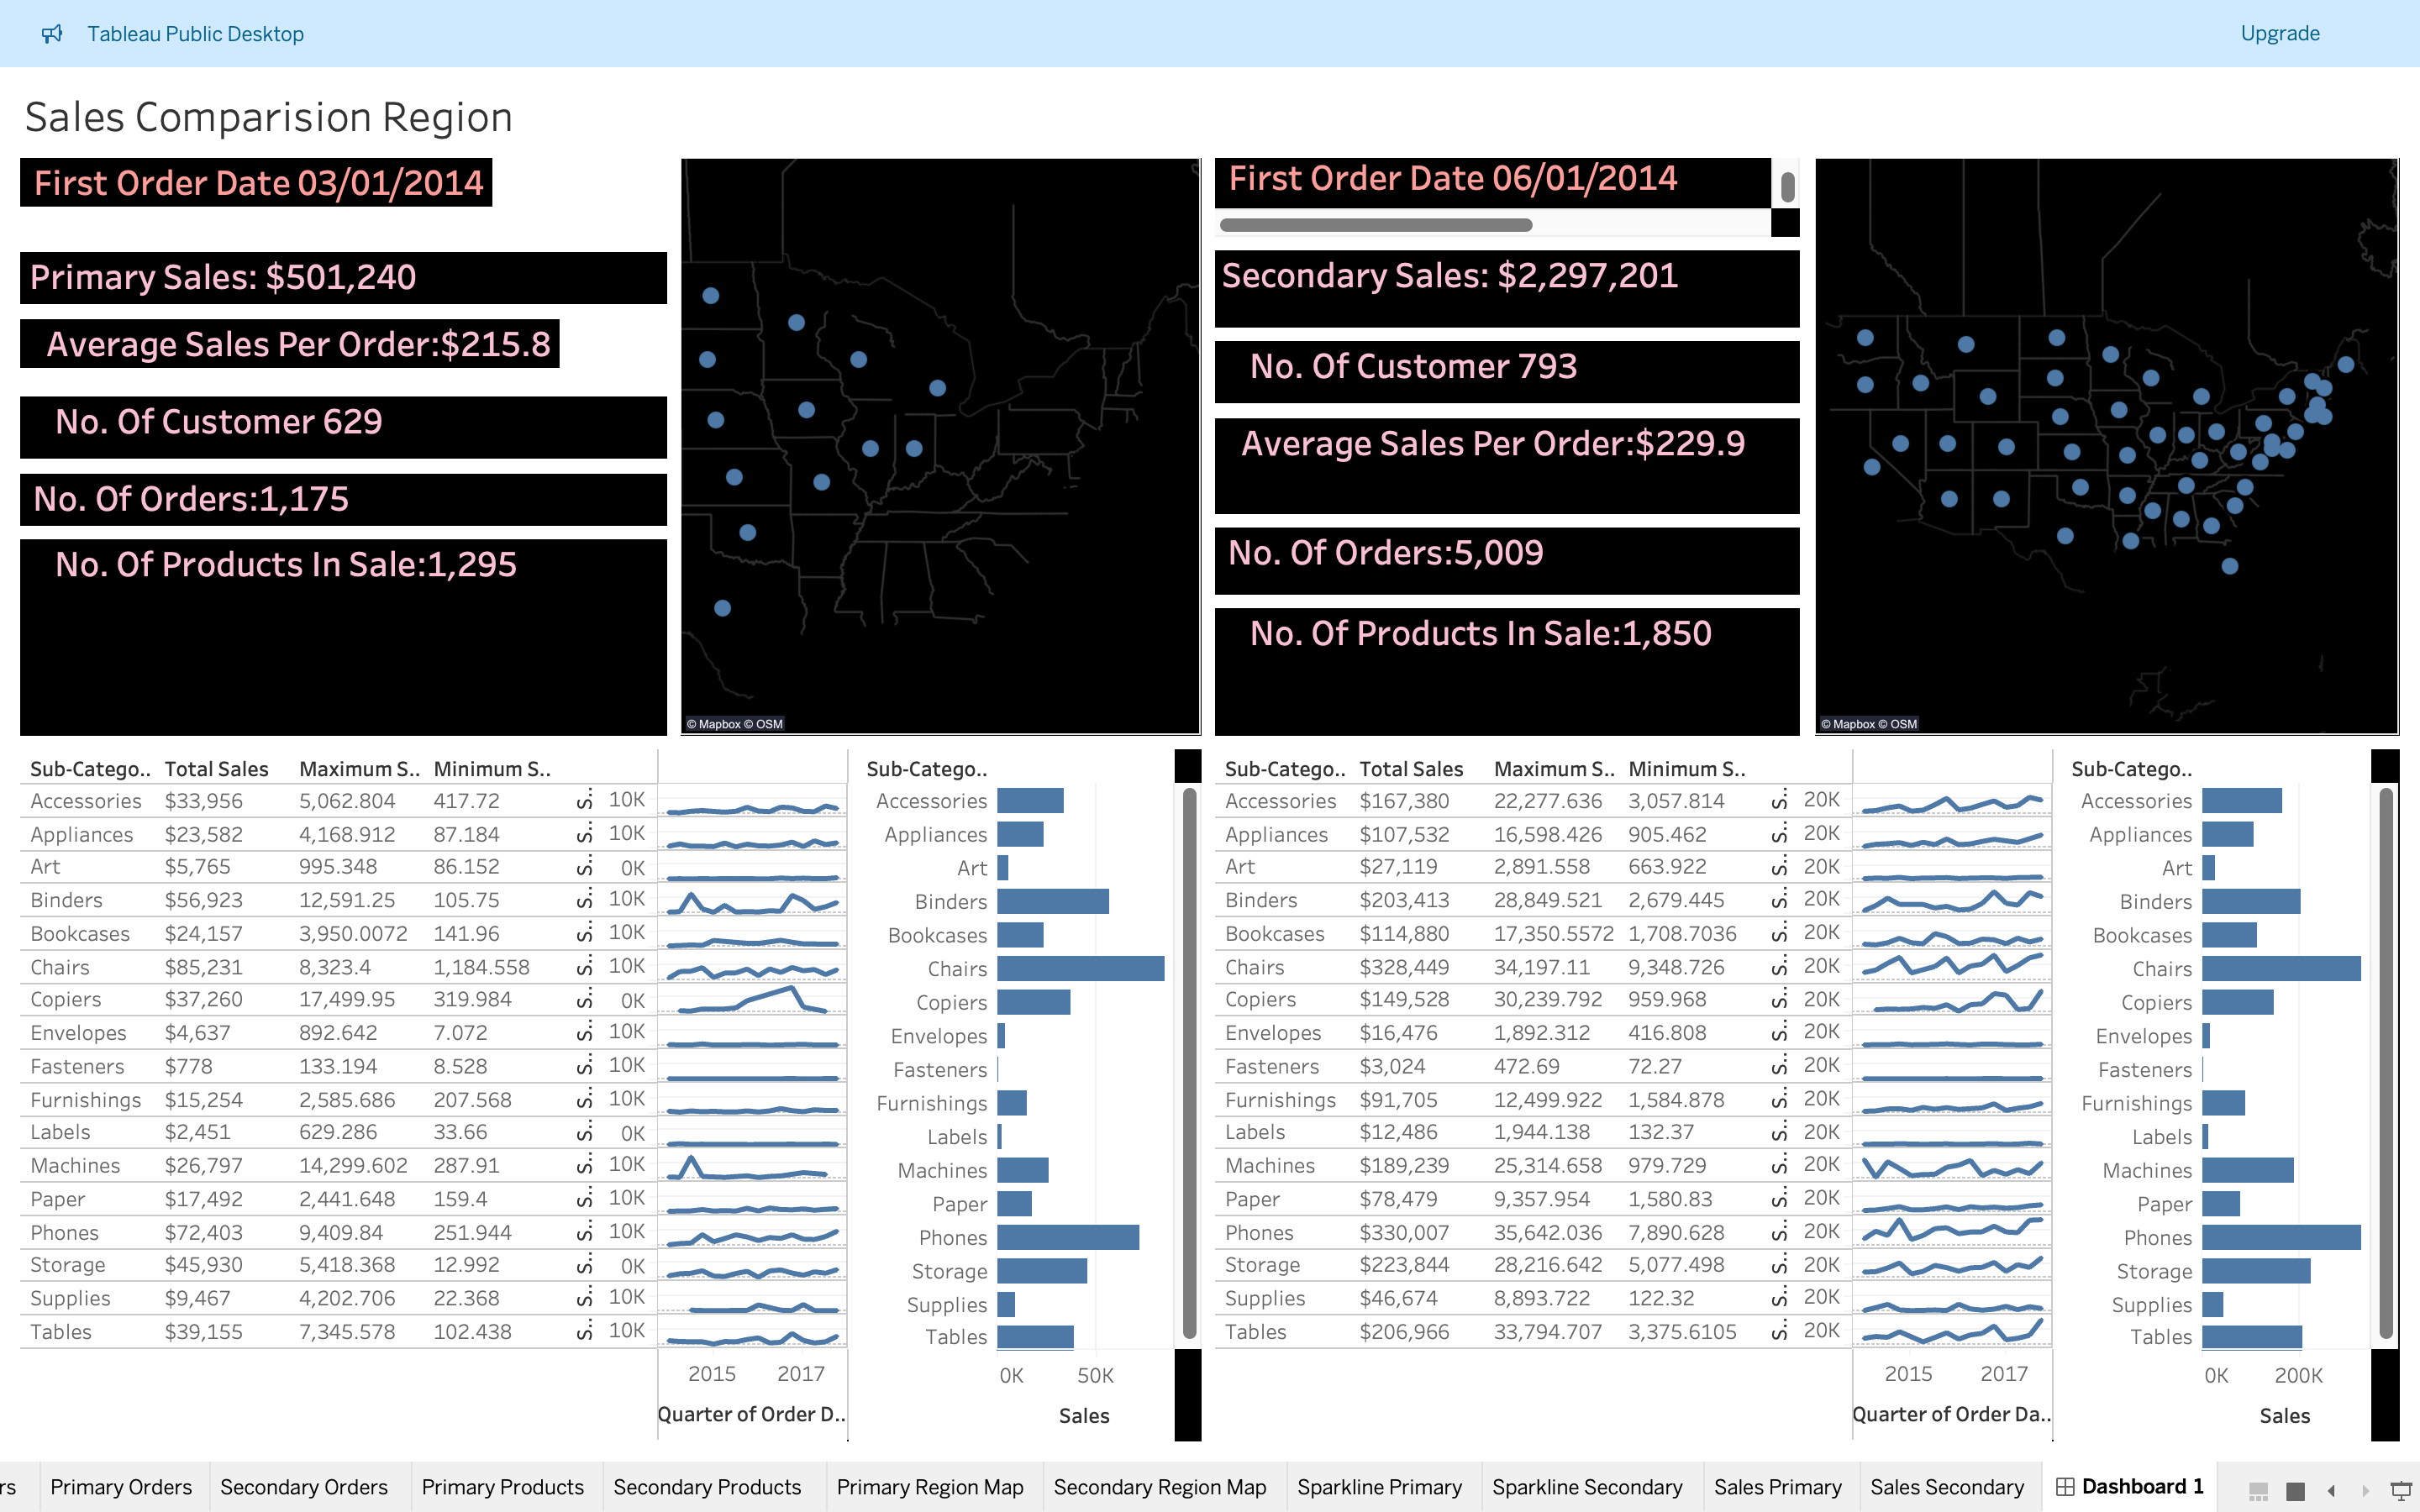 Tableau Public Desktop
Upgrade
Sales Comparision Region
First Order Date 03/01/2014
Primary Sales: $501,240
Average Sales Per Order:$215.8
No. Of Customer 629
No. Of Orders:1,175
No. Of Products In Sale:1,295
© Mapbox © OSM
First Order Date 06/01/2014
Secondary Sales: $2,297,201
No. Of Customer 793
Average Sales Per Order:$229.9
No. Of Orders:5,009
No. Of Products In Sale:1,850
© Mapbox © OSM
Sub-Catego.. Total Sales Maximum S.. Minimum S..
Accessories $33,956 5,062.804 417.72 S.. 10K
Appliances $23,582 4,168.912 87.184 S.. 10K
Art $5,765 995.348 86.152 S.. 0K
Binders $56,923 12,591.25 105.75 S.. 10K
Bookcases $24,157 3,950.0072 141.96 S.. 10K
Chairs $85,231 8,323.4 1,184.558 S.. 10K
Copiers $37,260 17,499.95 319.984 S.. 0K
Envelopes $4,637 892.642 7.072 S.. 10K
Fasteners $778 133.194 8.528 S.. 10K
Furnishings $15,254 2,585.686 207.568 S.. 10K
Labels $2,451 629.286 33.66 S.. 0K
Machines $26,797 14,299.602 287.91 S.. 10K
Paper $17,492 2,441.648 159.4 S.. 10K
Phones $72,403 9,409.84 251.944 S.. 10K
Storage $45,930 5,418.368 12.992 S.. 0K
Supplies $9,467 4,202.706 22.368 S.. 10K
Tables $39,155 7,345.578 102.438 S.. 10K
2015 2017
Quarter of Order D..
Sub-Catego..
Accessories
Appliances
Art
Binders
Bookcases
Chairs
Copiers
Envelopes
Fasteners
Furnishings
Labels
Machines
Paper
Phones
Storage
Supplies
Tables
0K 50K
Sales
Sub-Catego.. Total Sales Maximum S.. Minimum S..
Accessories $167,380 22,277.636 3,057.814 S.. 20K
Appliances $107,532 16,598.426 905.462 S.. 20K
Art $27,119 2,891.558 663.922 S.. 20K
Binders $203,413 28,849.521 2,679.445 S.. 20K
Bookcases $114,880 17,350.5572 1,708.7036 S.. 20K
Chairs $328,449 34,197.11 9,348.726 S.. 20K
Copiers $149,528 30,239.792 959.968 S.. 20K
Envelopes $16,476 1,892.312 416.808 S.. 20K
Fasteners $3,024 472.69 72.27 S.. 20K
Furnishings $91,705 12,499.922 1,584.878 S.. 20K
Labels $12,486 1,944.138 132.37 S.. 20K
Machines $189,239 25,314.658 979.729 S.. 20K
Paper $78,479 9,357.954 1,580.83 S.. 20K
Phones $330,007 35,642.036 7,890.628 S.. 20K
Storage $223,844 28,216.642 5,077.498 S.. 20K
Supplies $46,674 8,893.722 122.32 S.. 20K
Tables $206,966 33,794.707 3,375.6105 S.. 20K
2015 2017
Quarter of Order Da..
Sub-Catego..
Accessories
Appliances
Art
Binders
Bookcases
Chairs
Copiers
Envelopes
Fasteners
Furnishings
Labels
Machines
Paper
Phones
Storage
Supplies
Tables
0K 200K
Sales
rs Primary Orders Secondary Orders Primary Products Secondary Products Primary Region Map Secondary Region Map Sparkline Primary Sparkline Secondary Sales Primary Sales Secondary Dashboard 1